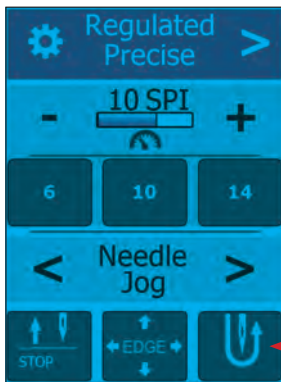 Regulated
Precise
>
- 10 SPI +
6 10 14
< Needle >
Jog
STOP
EDGE